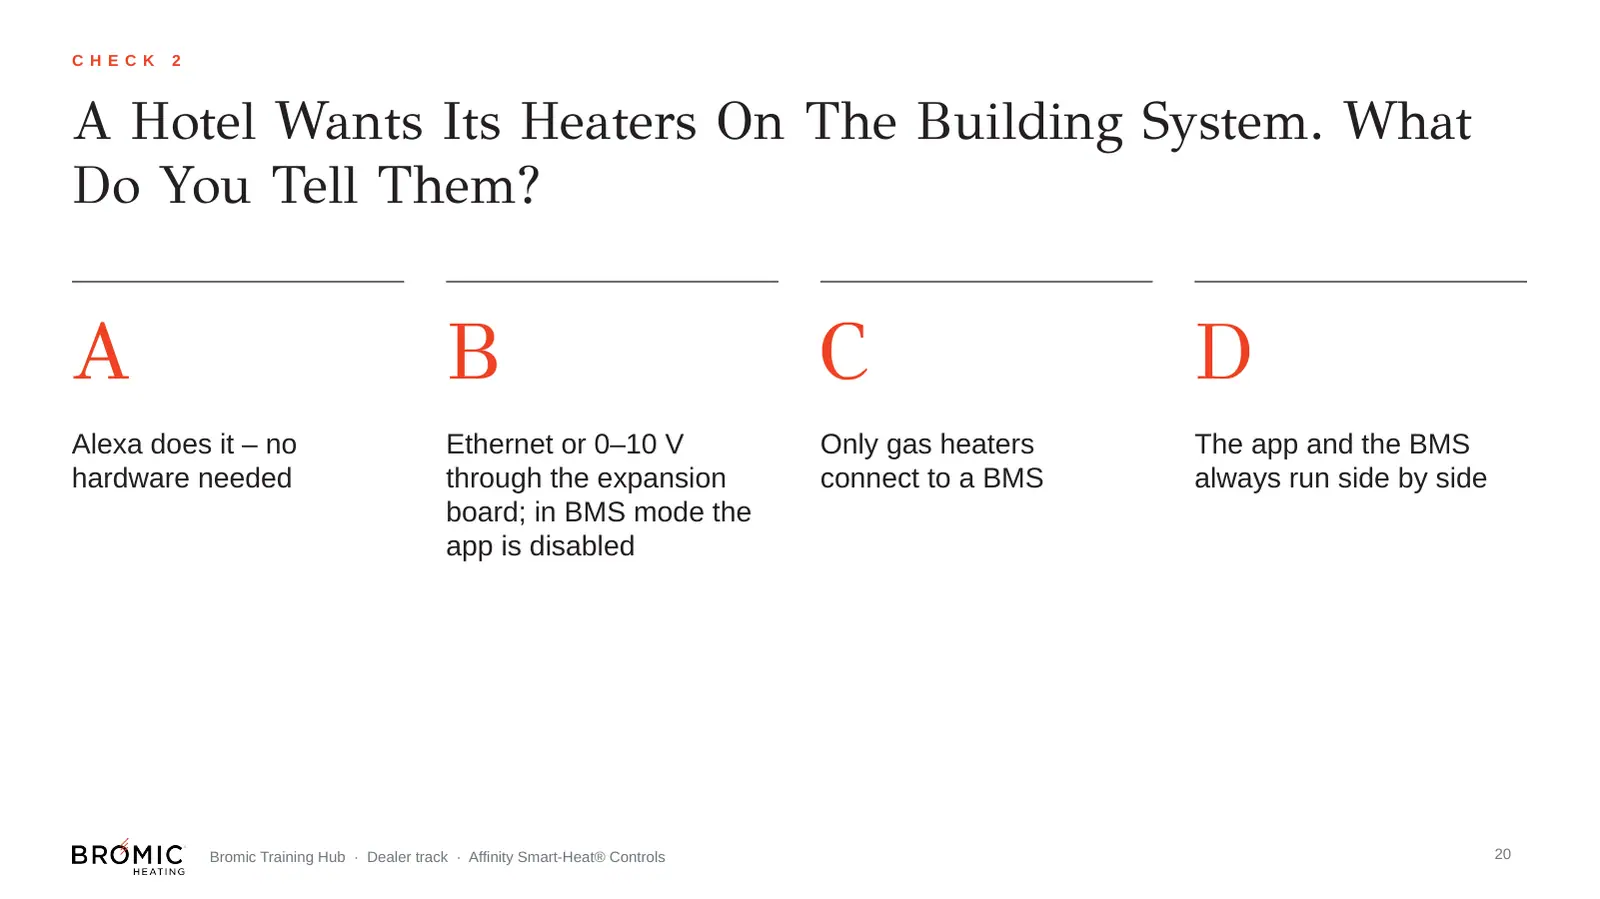 CHECK 2
A Hotel Wants Its Heaters On The Building System. What
Do You Tell Them?
A
Alexa does it – no
hardware needed
B
Ethernet or 0–10 V
through the expansion
board; in BMS mode the
app is disabled
C
Only gas heaters
connect to a BMS
D
The app and the BMS
always run side by side
BROMIC
HEATING
Bromic Training Hub · Dealer track · Affinity Smart-Heat® Controls
20